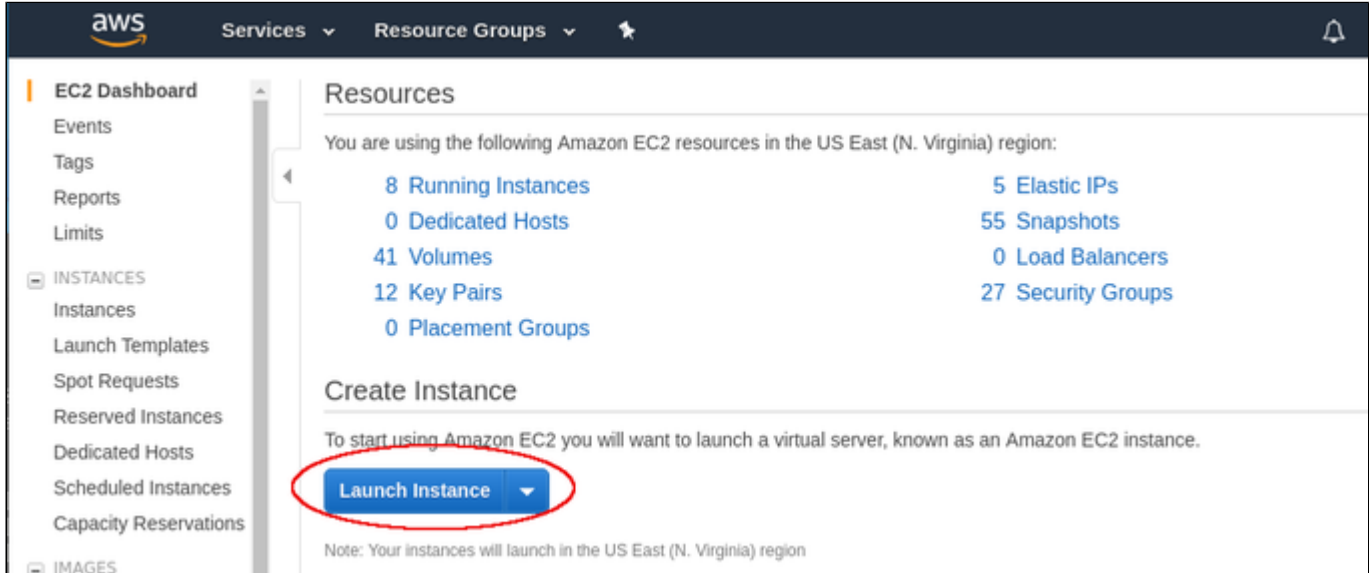 aws Services Resource Groups
EC2 Dashboard
Events
Tags
Reports
Limits
INSTANCES
Instances
Launch Templates
Spot Requests
Reserved Instances
Dedicated Hosts
Scheduled Instances
Capacity Reservations
IMAGES
Resources
You are using the following Amazon EC2 resources in the US East (N. Virginia) region:
8 Running Instances
0 Dedicated Hosts
41 Volumes
12 Key Pairs
0 Placement Groups
5 Elastic IPs
55 Snapshots
0 Load Balancers
27 Security Groups
Create Instance
To start using Amazon EC2 you will want to launch a virtual server, known as an Amazon EC2 instance.
Launch Instance
Note: Your instances will launch in the US East (N. Virginia) region